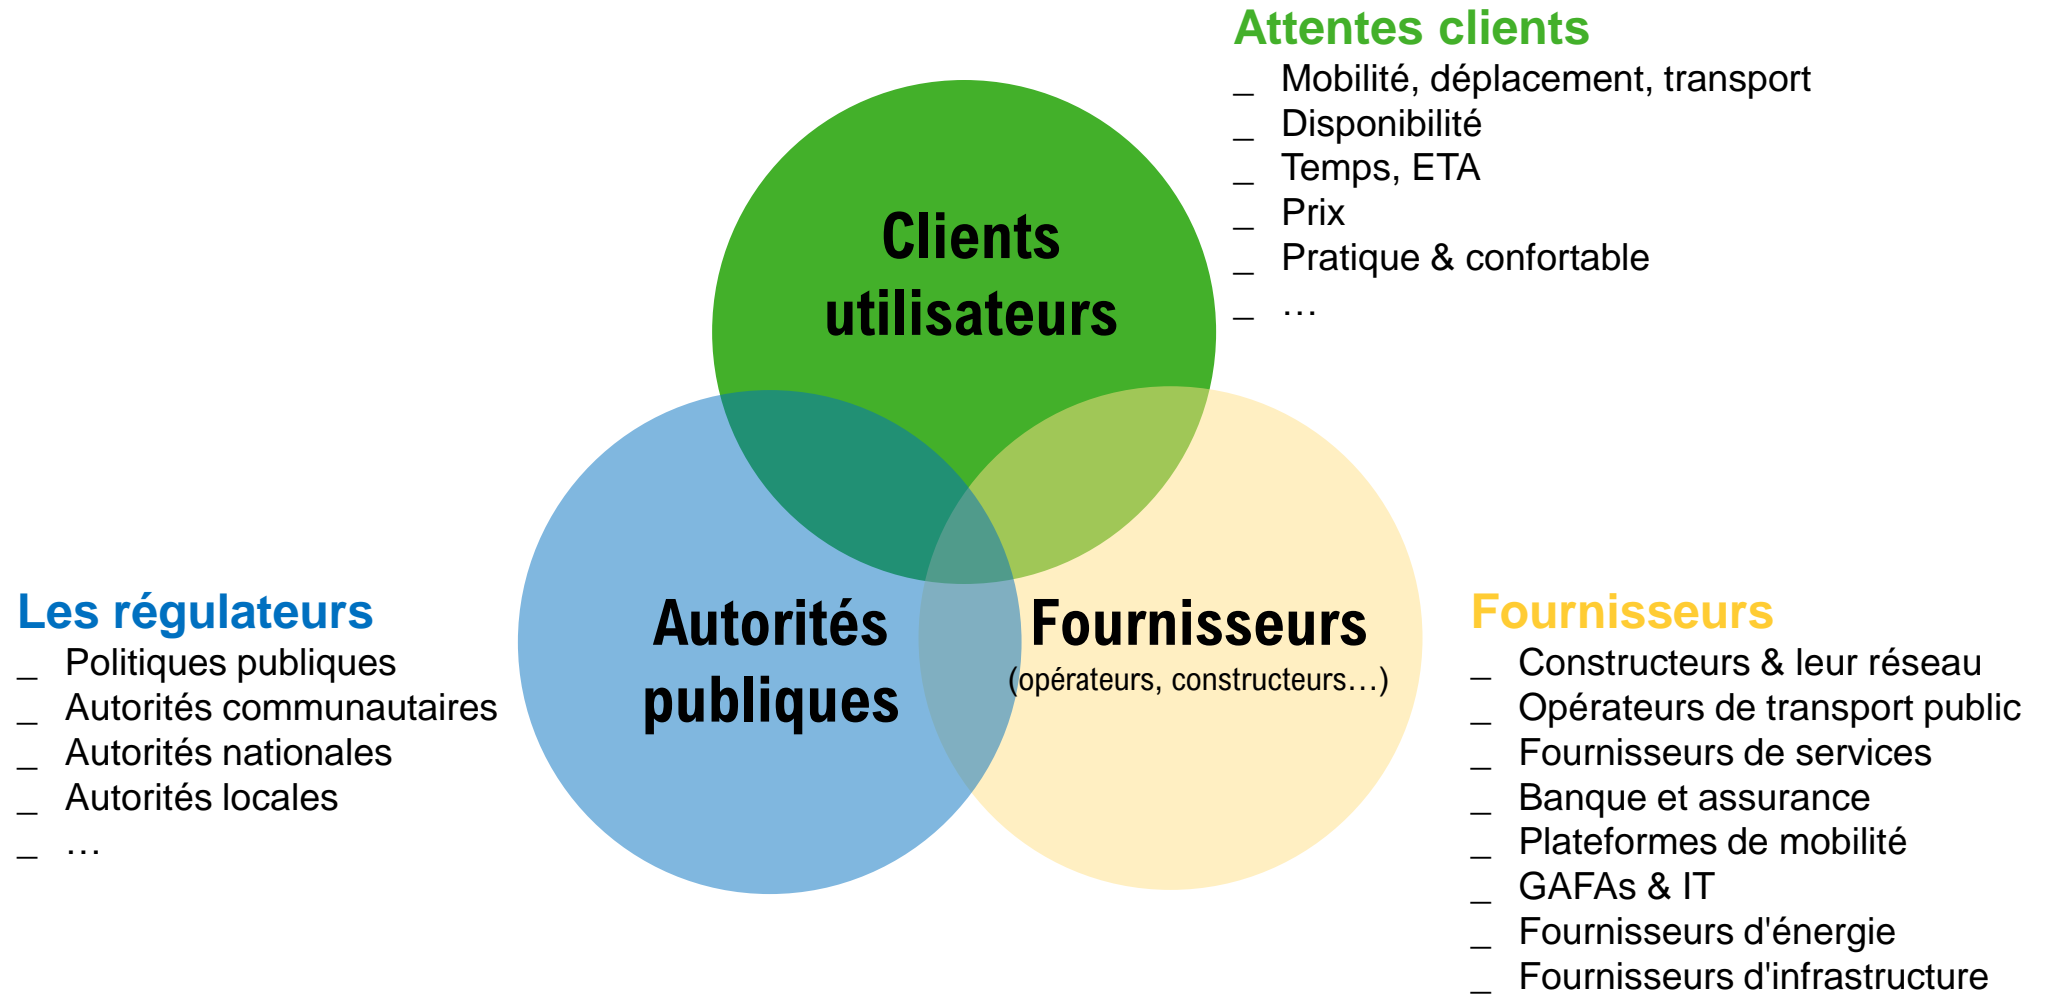 Attentes clients
_ Mobilité, déplacement, transport
_ Disponibilité
_ Temps, ETA
_ Prix
_ Pratique & confortable
_ …
Clients
utilisateurs
Les régulateurs
_ Politiques publiques
_ Autorités communautaires
_ Autorités nationales
_ Autorités locales
_ …
Autorités
publiques
Fournisseurs
(opérateurs, constructeurs…)
Fournisseurs
_ Constructeurs & leur réseau
_ Opérateurs de transport public
_ Fournisseurs de services
_ Banque et assurance
_ Plateformes de mobilité
_ GAFAs & IT
_ Fournisseurs d'énergie
_ Fournisseurs d'infrastructure